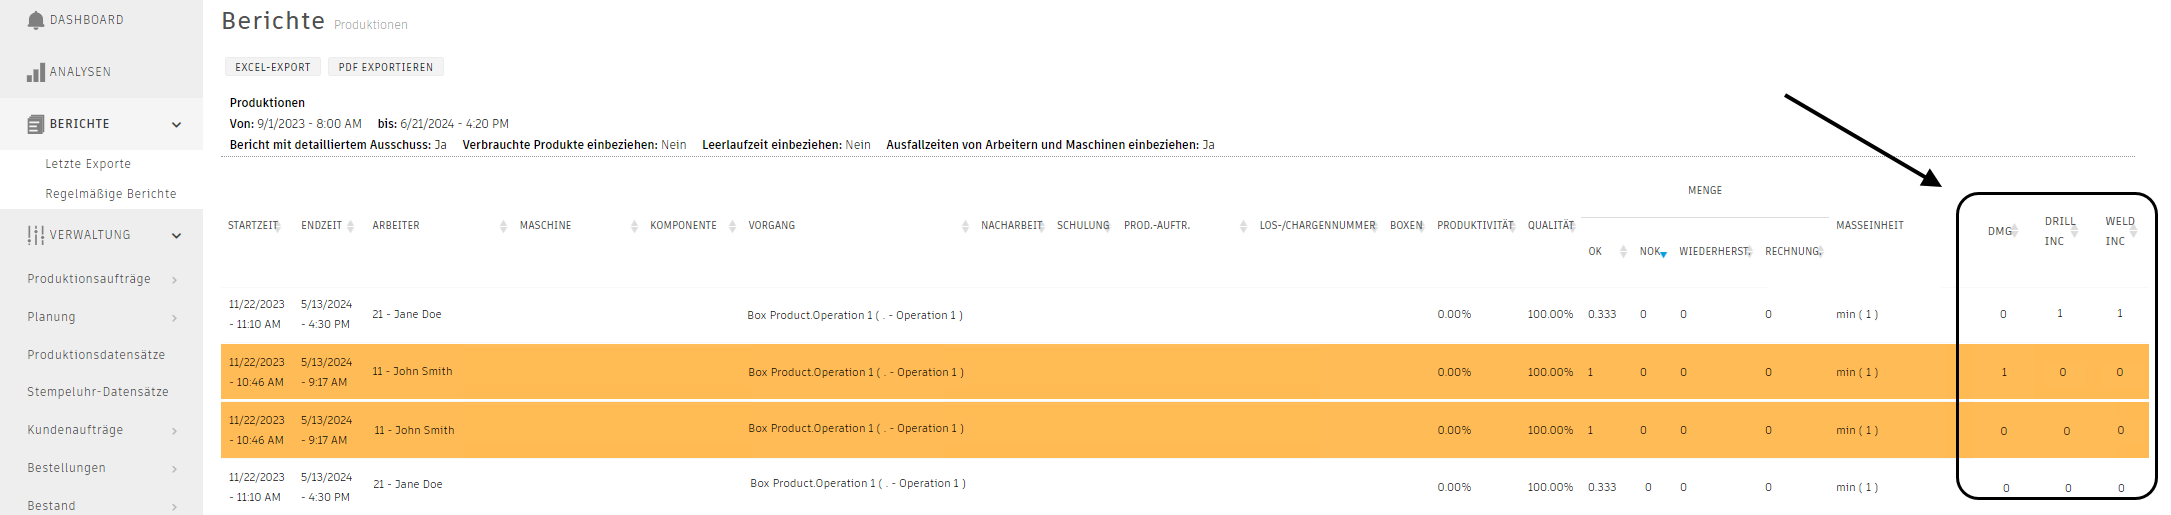 DASHBOARD
ANALYSEN
BERICHTE
Letzte Exporte
Regelmäßige Berichte
VERWALTUNG
Produktionsaufträge
Planung
Produktionsdatensätze
Stempeluhr-Datensätze
Kundenaufträge
Bestellungen
Bestand
Berichte Produktionen
EXCEL-EXPORT PDF EXPORTIEREN
Produktionen
Von: 9/1/2023 - 8:00 AM bis: 6/21/2024 - 4:20 PM
Bericht mit detailliertem Ausschuss: Ja Verbrauchte Produkte einbeziehen: Nein Leerlaufzeit einbeziehen: Nein Ausfallzeiten von Arbeitern und Maschinen einbeziehen: Ja
MENGE
STARTZEIT ENDZEIT ARBEITER MASCHINE KOMPONENTE VORGANG NACHARBEIT SCHULUNG PROD.-AUFTR. LOS-/CHARGENNUMMER BOXEN PRODUKTIVITÄT QUALITÄT MASSEINHEIT DMG DRILL WELD
INC INC
OK NOK WIEDERHERST. RECHNUNG.
11/22/2023 5/13/2024
21 - Jane Doe Box Product.Operation 1 ( . - Operation 1 ) 0.00% 100.00% 0.333 0 0 0 min ( 1 ) 0 1 1
- 11:10 AM - 4:30 PM
11/22/2023 5/13/2024
11 - John Smith Box Product.Operation 1 ( . - Operation 1 ) 0.00% 100.00% 1 0 0 0 min ( 1 ) 1 0 0
- 10:46 AM - 9:17 AM
11/22/2023 5/13/2024
11 - John Smith Box Product.Operation 1 ( . - Operation 1 ) 0.00% 100.00% 1 0 0 0 min ( 1 ) 0 0 0
- 10:46 AM - 9:17 AM
11/22/2023 5/13/2024
21 - Jane Doe Box Product.Operation 1 ( . - Operation 1 ) 0.00% 100.00% 0.333 0 0 0 min ( 1 ) 0 0 0
- 11:10 AM - 4:30 PM